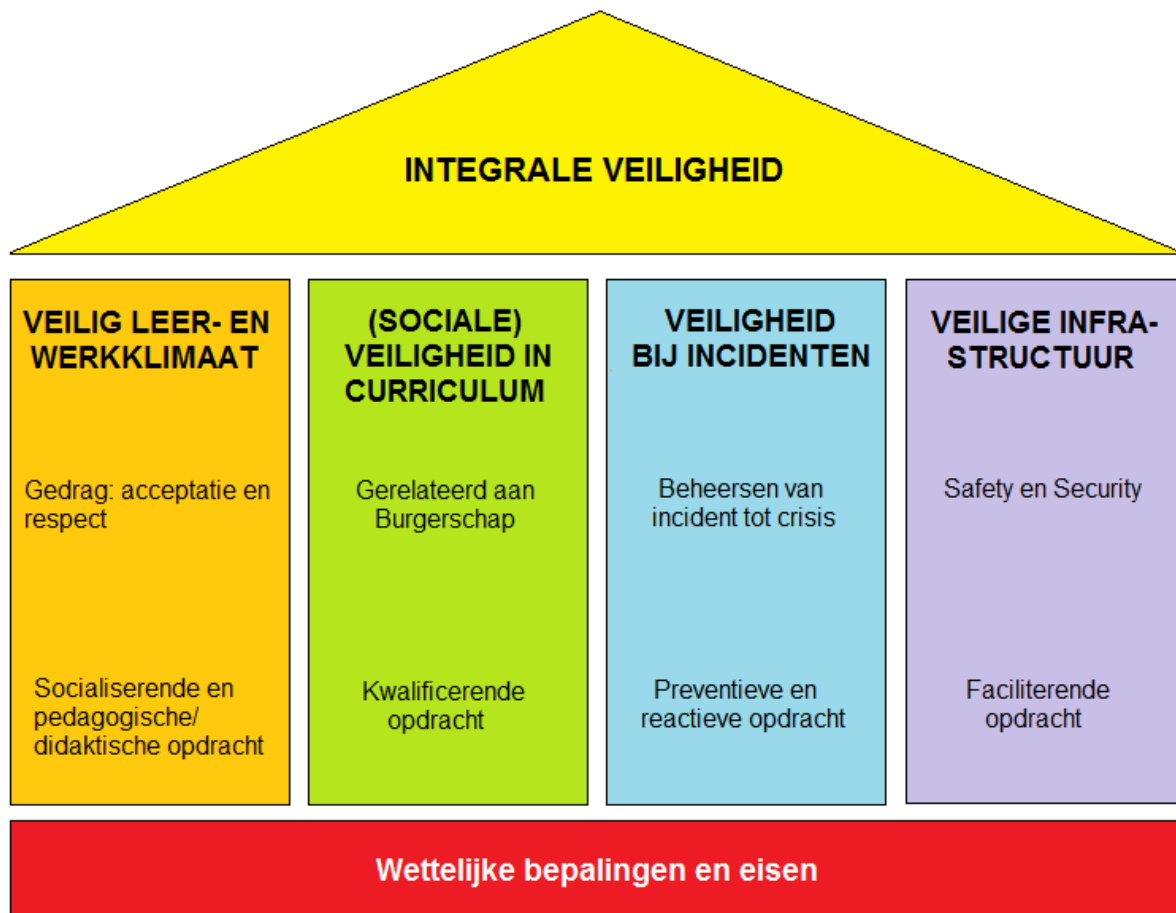 INTEGRALE VEILIGHEID
VEILIG LEER- EN
WERKKLIMAAT
Gedrag: acceptatie en
respect
Socialiserende en
pedagogische/
didaktische opdracht
(SOCIALE)
VEILIGHEID IN
CURRICULUM
Gerelateerd aan
Burgerschap
Kwalificerende
opdracht
VEILIGHEID
BIJ INCIDENTEN
Beheersen van
incident tot crisis
Preventieve en
reactieve opdracht
VEILIGE INFRA-
STRUCTUUR
Safety en Security
Faciliterende
opdracht
Wettelijke bepalingen en eisen